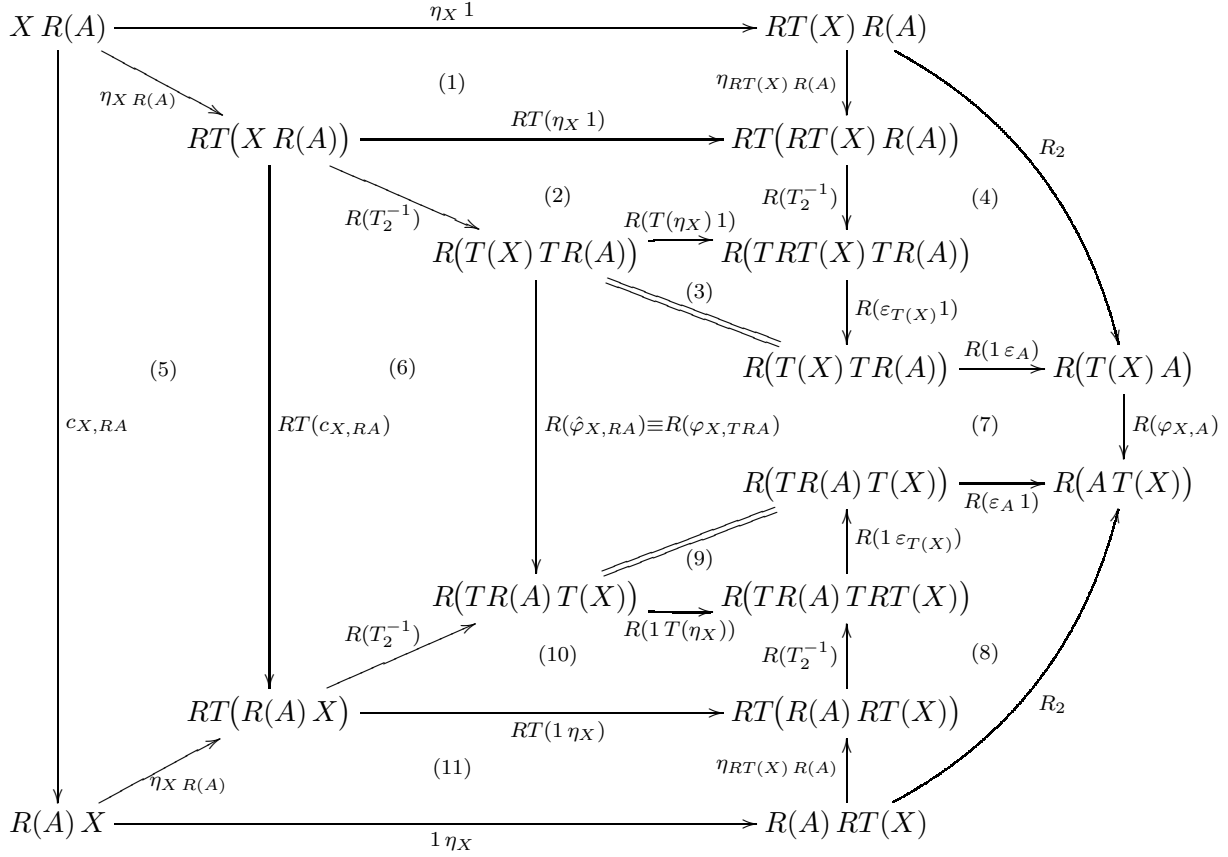 X R(A) η_X 1 RT(X) R(A)
(1)
η_{X R(A)} η_{RT(X) R(A)}
RT(X R(A)) RT(η_X 1) RT(RT(X) R(A))
R_2
(2) R(T_2^{-1}) (4)
R(T_2^{-1}) R(T(η_X) 1)
R(T(X) TR(A)) R(TRT(X) TR(A))
(3) R(ε_{T(X)} 1)
(5) (6) R(T(X) TR(A)) R(1 ε_A) R(T(X) A)
c_{X,RA} RT(c_{X,RA}) R(φ̂_{X,RA})≡R(φ_{X,TRA}) (7) R(φ_{X,A})
R(TR(A) T(X)) R(ε_A 1) R(A T(X))
(9) R(1 ε_{T(X)})
R(TR(A) T(X)) R(TR(A) TRT(X))
R(T_2^{-1}) R(1 T(η_X))
(10) R(T_2^{-1}) (8)
RT(R(A) X) RT(1 η_X) RT(R(A) RT(X))
R_2
η_{X R(A)} (11) η_{RT(X) R(A)}
R(A) X 1 η_X R(A) RT(X)